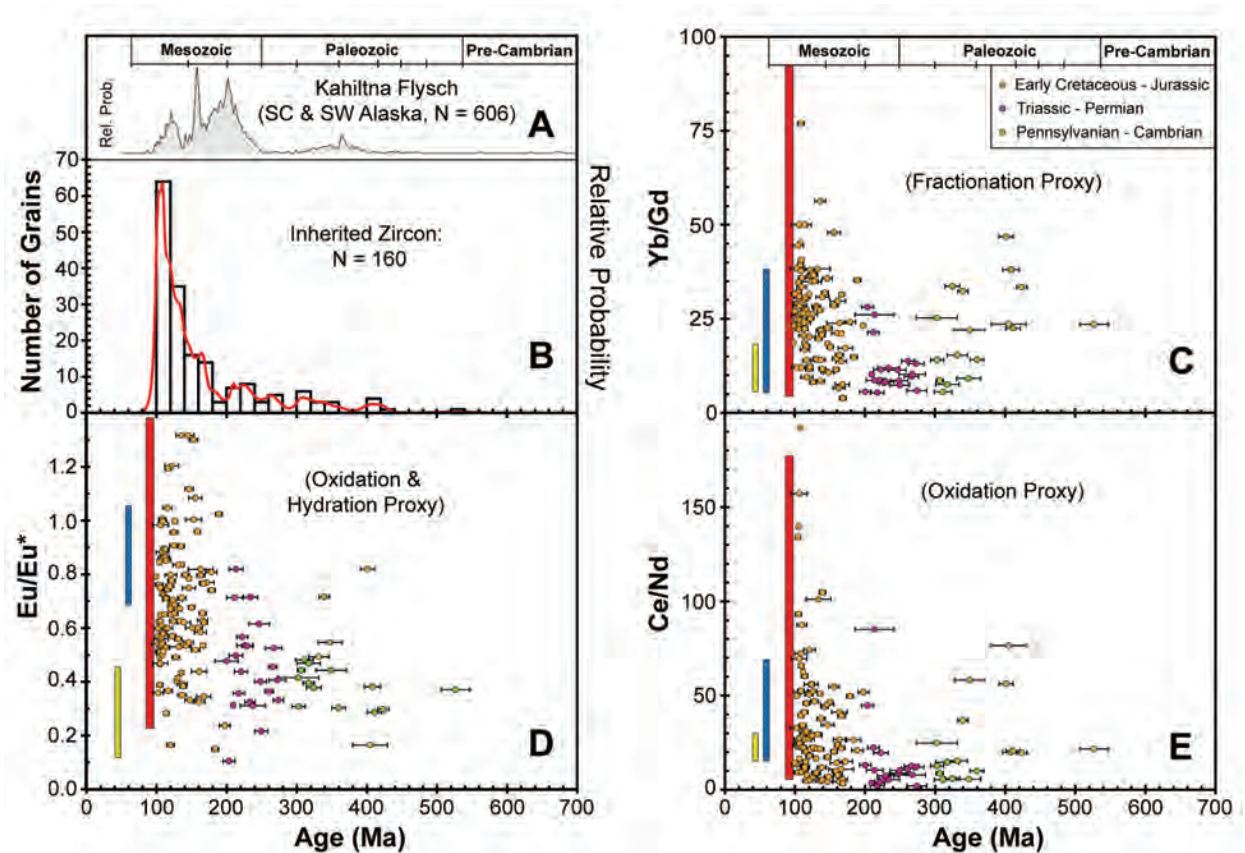 Mesozoic Paleozoic Pre-Cambrian
Rel. Prob.
Kahiltna Flysch
(SC & SW Alaska, N = 606)
A
70
60
50
40
30
20
10
0
Number of Grains
Relative Probability
Inherited Zircon:
N = 160
B
1.2
1.0
0.8
0.6
0.4
0.2
0.0
Eu/Eu*
(Oxidation &
Hydration Proxy)
D
0 100 200 300 400 500 600 700
Age (Ma)
100
75
50
25
0
Yb/Gd
Mesozoic Paleozoic Pre-Cambrian
Early Cretaceous - Jurassic
Triassic - Permian
Pennsylvanian - Cambrian
(Fractionation Proxy)
C
150
100
50
0
Ce/Nd
(Oxidation Proxy)
E
0 100 200 300 400 500 600 700
Age (Ma)